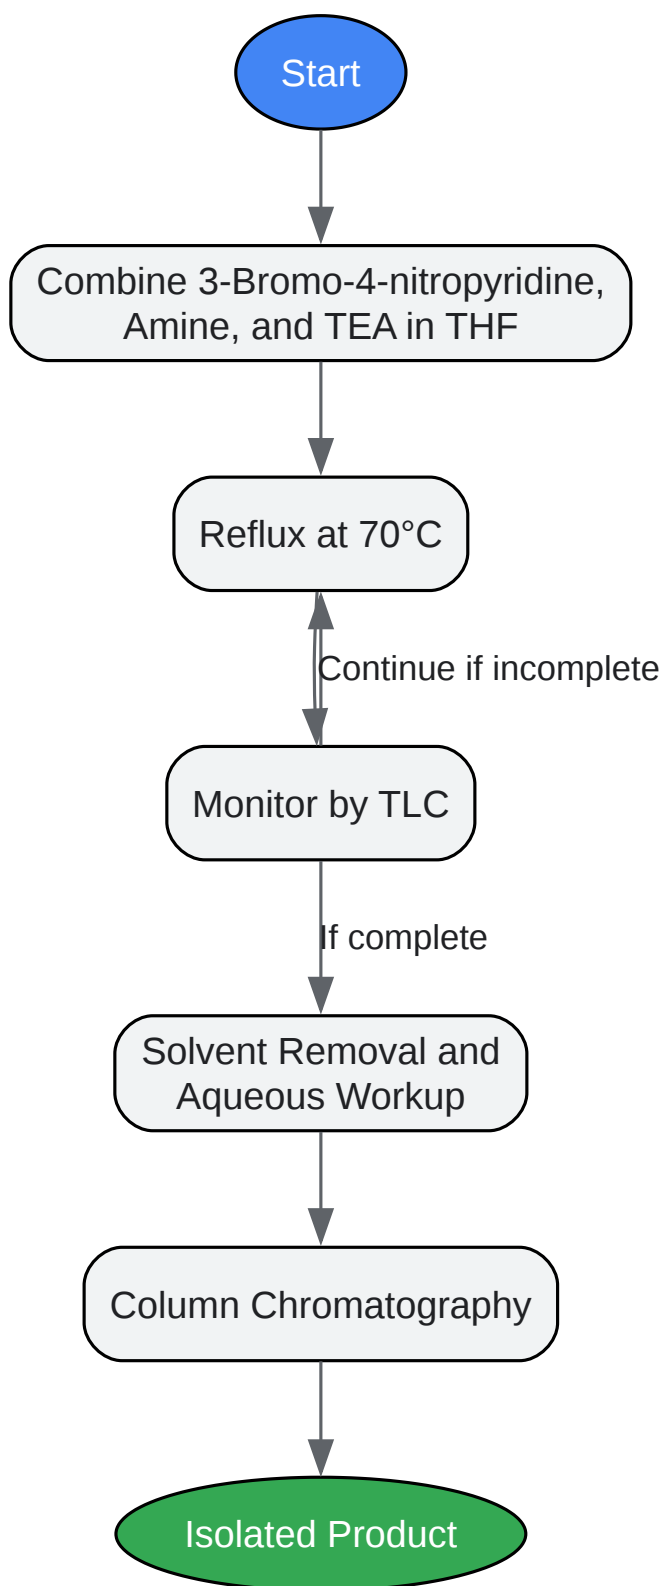 Start
Combine 3-Bromo-4-nitropyridine,
Amine, and TEA in THF
Reflux at 70°C
Continue if incomplete
Monitor by TLC
If complete
Solvent Removal and
Aqueous Workup
Column Chromatography
Isolated Product